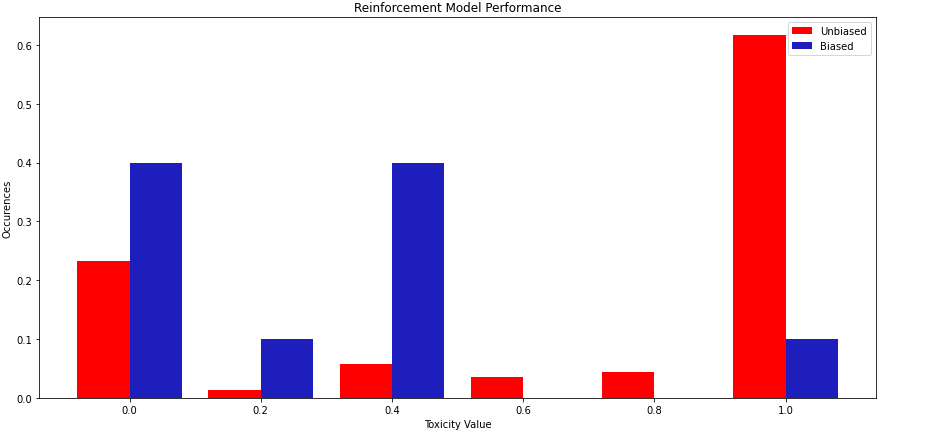 Reinforcement Model Performance
Unbiased
Biased
0.6
0.5
0.4
0.3
0.2
0.1
0.0
Occurences
0.0 0.2 0.4 0.6 0.8 1.0
Toxicity Value